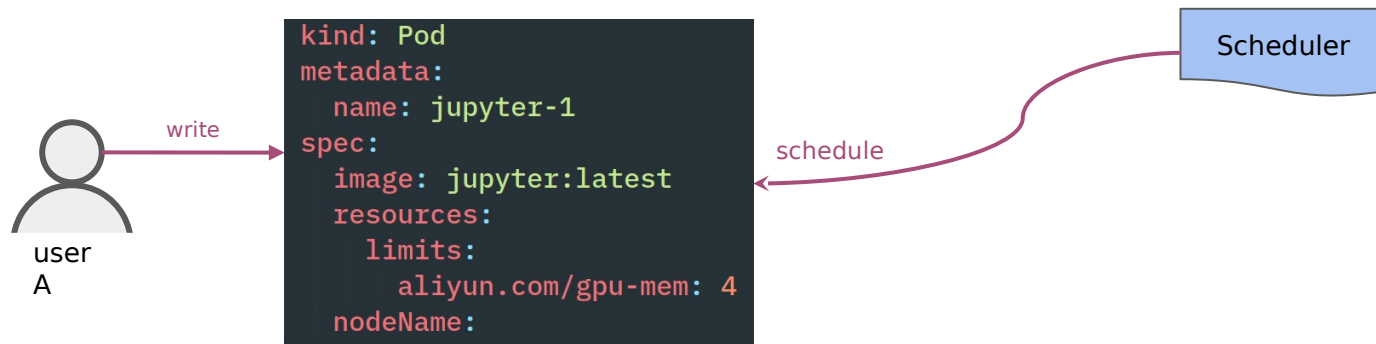 write
user
A
kind: Pod
metadata:
  name: jupyter-1
spec:
  image: jupyter:latest
  resources:
    limits:
      aliyun.com/gpu-mem: 4
  nodeName:
schedule
Scheduler